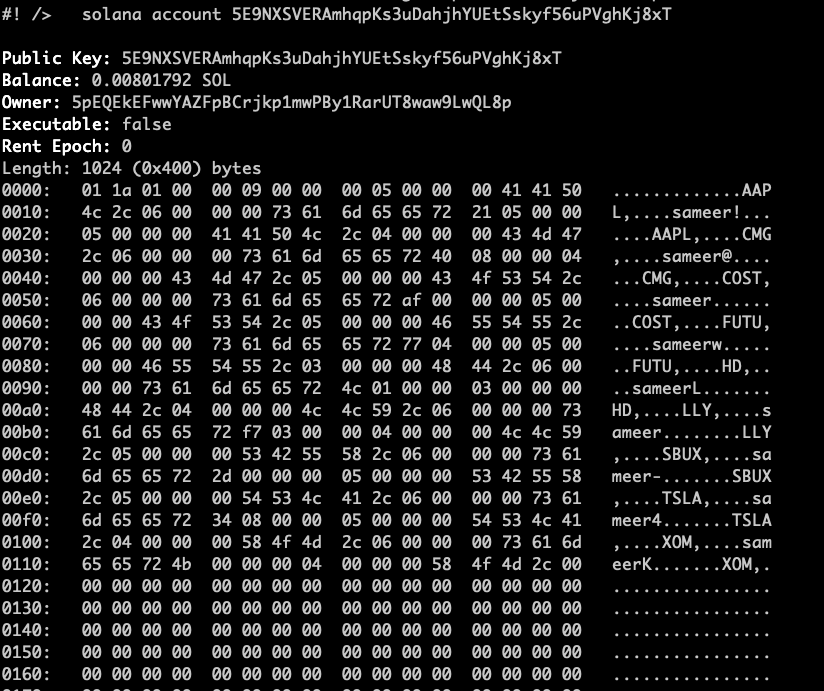 #! />   solana account 5E9NXSVERAmhqpKs3uDahjhYUEtSskyf56uPVghKj8xT
Public Key: 5E9NXSVERAmhqpKs3uDahjhYUEtSskyf56uPVghKj8xT
Balance: 0.00801792 SOL
Owner: 5pEQEkEFwwYAZFpBCrjkp1mwPBy1RarUT8waw9LwQL8p
Executable: false
Rent Epoch: 0
Length: 1024 (0x400) bytes
0000:   01 1a 01 00  00 09 00 00  00 05 00 00  00 41 41 50   .............AAP
0010:   4c 2c 06 00  00 00 73 61  6d 65 65 72  21 05 00 00   L,....sameer!...
0020:   05 00 00 00  41 41 50 4c  2c 04 00 00  00 43 4d 47   ....AAPL,....CMG
0030:   2c 06 00 00  00 73 61 6d  65 65 72 40  08 00 00 04   ,....sameer@....
0040:   00 00 00 43  4d 47 2c 05  00 00 00 43  4f 53 54 2c   ...CMG,....COST,
0050:   06 00 00 00  73 61 6d 65  65 72 af 00  00 00 05 00   ....sameer......
0060:   00 00 43 4f  53 54 2c 05  00 00 00 46  55 54 55 2c   ..COST,....FUTU,
0070:   06 00 00 00  73 61 6d 65  65 72 77 04  00 00 05 00   ....sameerw.....
0080:   00 00 46 55  54 55 2c 03  00 00 00 48  44 2c 06 00   ..FUTU,....HD,..
0090:   00 00 73 61  6d 65 65 72  4c 01 00 00  03 00 00 00   ..sameerL.......
00a0:   48 44 2c 04  00 00 00 4c  4c 59 2c 06  00 00 00 73   HD,....LLY,....s
00b0:   61 6d 65 65  72 f7 03 00  00 04 00 00  00 4c 4c 59   ameer........LLY
00c0:   2c 05 00 00  00 53 42 55  58 2c 06 00  00 00 73 61   ,....SBUX,....sa
00d0:   6d 65 65 72  2d 00 00 00  05 00 00 00  53 42 55 58   meer-.......SBUX
00e0:   2c 05 00 00  00 54 53 4c  41 2c 06 00  00 00 73 61   ,....TSLA,....sa
00f0:   6d 65 65 72  34 08 00 00  05 00 00 00  54 53 4c 41   meer4.......TSLA
0100:   2c 04 00 00  00 58 4f 4d  2c 06 00 00  00 73 61 6d   ,....XOM,....sam
0110:   65 65 72 4b  00 00 00 04  00 00 00 58  4f 4d 2c 00   eerK.......XOM,.
0120:   00 00 00 00  00 00 00 00  00 00 00 00  00 00 00 00   ................
0130:   00 00 00 00  00 00 00 00  00 00 00 00  00 00 00 00   ................
0140:   00 00 00 00  00 00 00 00  00 00 00 00  00 00 00 00   ................
0150:   00 00 00 00  00 00 00 00  00 00 00 00  00 00 00 00   ................
0160:   00 00 00 00  00 00 00 00  00 00 00 00  00 00 00 00   ................